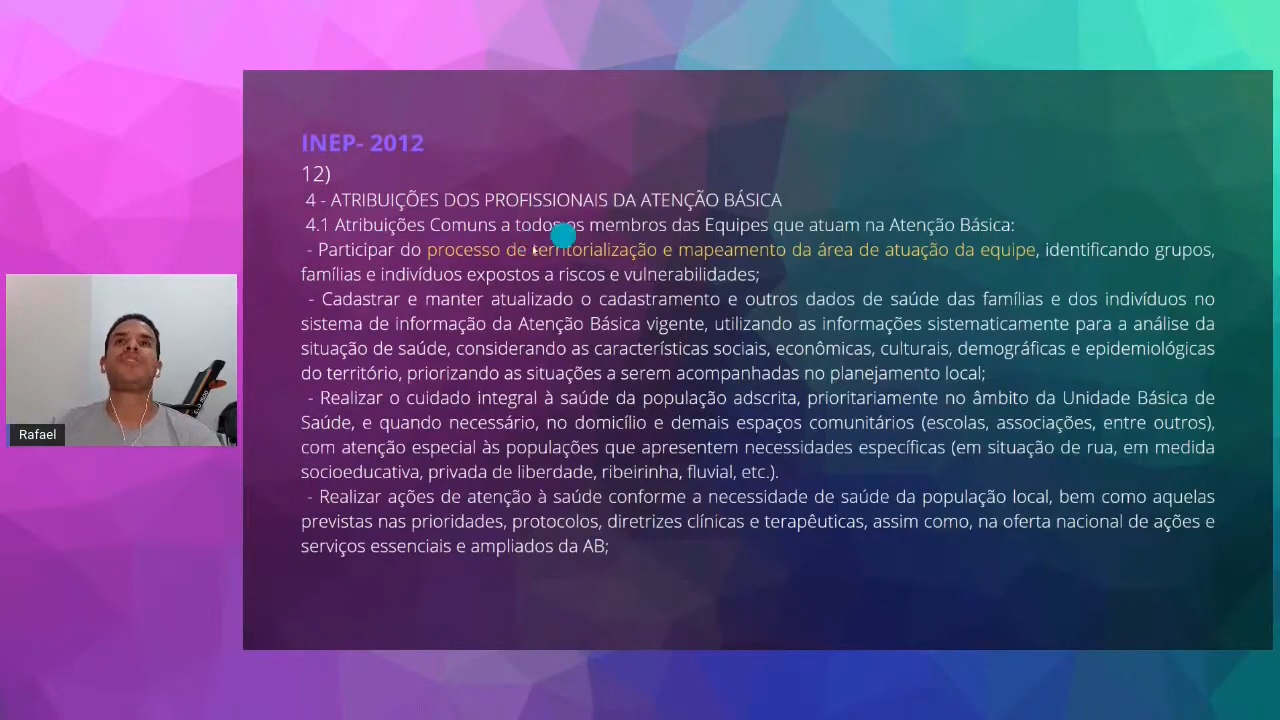 INEP- 2012
12)
4 - ATRIBUIÇÕES DOS PROFISSIONAIS DA ATENÇÃO BÁSICA
4.1 Atribuições Comuns a todos os membros das Equipes que atuam na Atenção Básica:
- Participar do processo de territorialização e mapeamento da área de atuação da equipe, identificando grupos,
famílias e indivíduos expostos a riscos e vulnerabilidades;
- Cadastrar e manter atualizado o cadastramento e outros dados de saúde das famílias e dos indivíduos no
sistema de informação da Atenção Básica vigente, utilizando as informações sistematicamente para a análise da
situação de saúde, considerando as características sociais, econômicas, culturais, demográficas e epidemiológicas
do território, priorizando as situações a serem acompanhadas no planejamento local;
- Realizar o cuidado integral à saúde da população adscrita, prioritariamente no âmbito da Unidade Básica de
Saúde, e quando necessário, no domicílio e demais espaços comunitários (escolas, associações, entre outros),
com atenção especial às populações que apresentem necessidades específicas (em situação de rua, em medida
socioeducativa, privada de liberdade, ribeirinha, fluvial, etc.).
- Realizar ações de atenção à saúde conforme a necessidade de saúde da população local, bem como aquelas
previstas nas prioridades, protocolos, diretrizes clínicas e terapêuticas, assim como, na oferta nacional de ações e
serviços essenciais e ampliados da AB;
Rafael